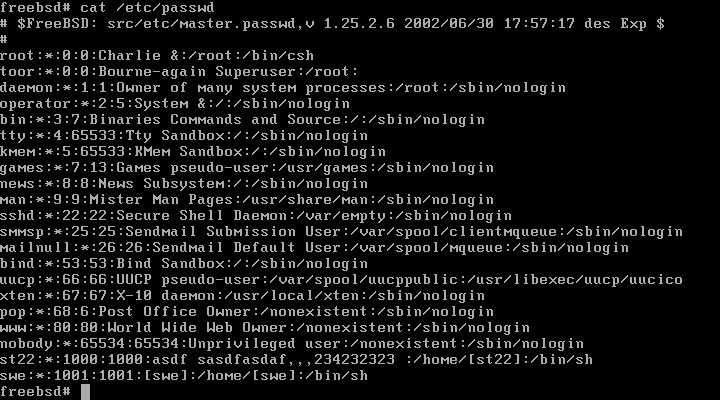 freebsd# cat /etc/passwd
# $FreeBSD: src/etc/master.passwd,v 1.25.2.6 2002/06/30 17:57:17 des Exp $
#
root:*:0:0:Charlie &:/root:/bin/csh
toor:*:0:0:Bourne-again Superuser:/root:
daemon:*:1:1:Owner of many system processes:/root:/sbin/nologin
operator:*:2:5:System &:/:/sbin/nologin
bin:*:3:7:Binaries Commands and Source:/:/sbin/nologin
tty:*:4:65533:Tty Sandbox:/:/sbin/nologin
kmem:*:5:65533:KMem Sandbox:/:/sbin/nologin
games:*:7:13:Games pseudo-user:/usr/games:/sbin/nologin
news:*:8:8:News Subsystem:/:/sbin/nologin
man:*:9:9:Mister Man Pages:/usr/share/man:/sbin/nologin
sshd:*:22:22:Secure Shell Daemon:/var/empty:/sbin/nologin
smmsp:*:25:25:Sendmail Submission User:/var/spool/clientmqueue:/sbin/nologin
mailnull:*:26:26:Sendmail Default User:/var/spool/mqueue:/sbin/nologin
bind:*:53:53:Bind Sandbox:/:/sbin/nologin
uucp:*:66:66:UUCP pseudo-user:/var/spool/uucppublic:/usr/libexec/uucp/uucico
xten:*:67:67:X-10 daemon:/usr/local/xten:/sbin/nologin
pop:*:68:6:Post Office Owner:/nonexistent:/sbin/nologin
www:*:80:80:World Wide Web Owner:/nonexistent:/sbin/nologin
nobody:*:65534:65534:Unprivileged user:/nonexistent:/sbin/nologin
st22:*:1000:1000:asdf sasdfasdaf,,,234232323 :/home/[st22]:/bin/sh
swe:*:1001:1001:[swe]:/home/[swe]:/bin/sh
freebsd#